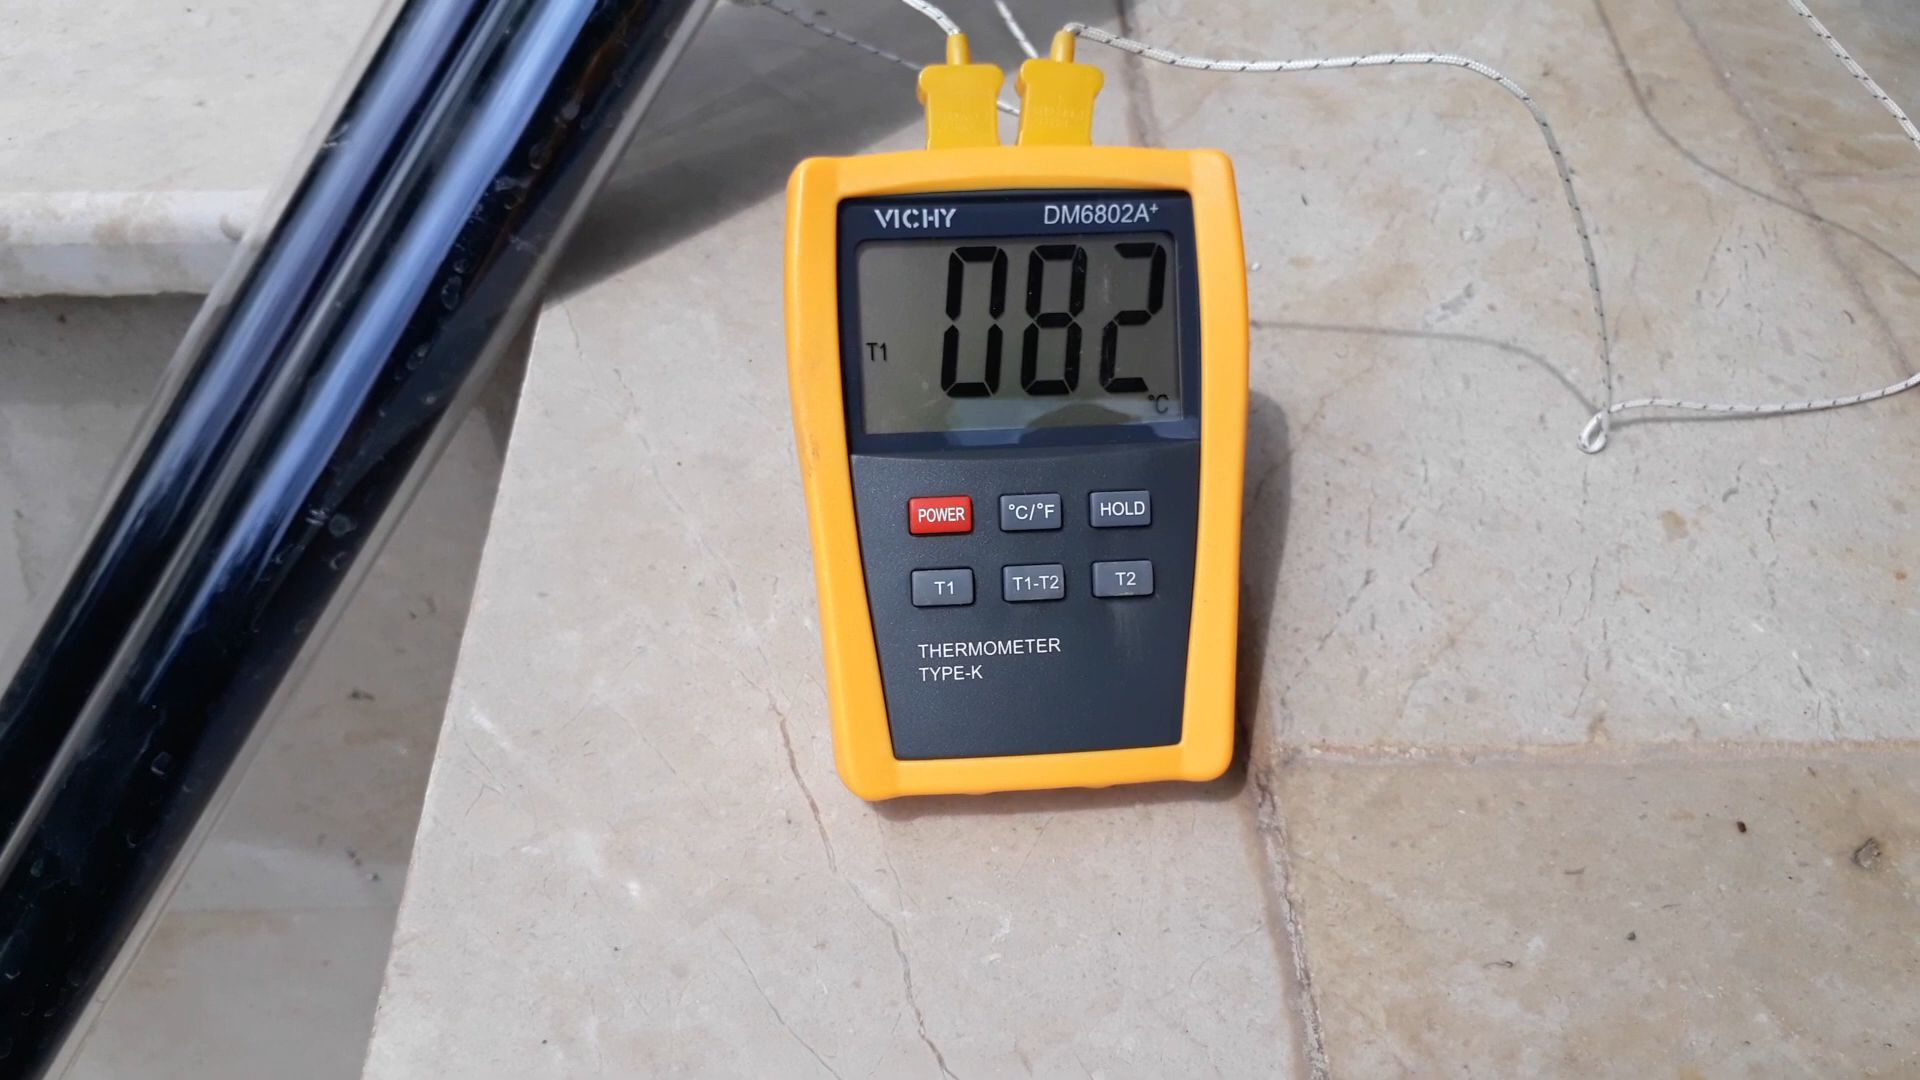 VICHY DM6802A+
082
T1
°C
POWER °C/°F HOLD
T1 T1-T2 T2
THERMOMETER
TYPE-K